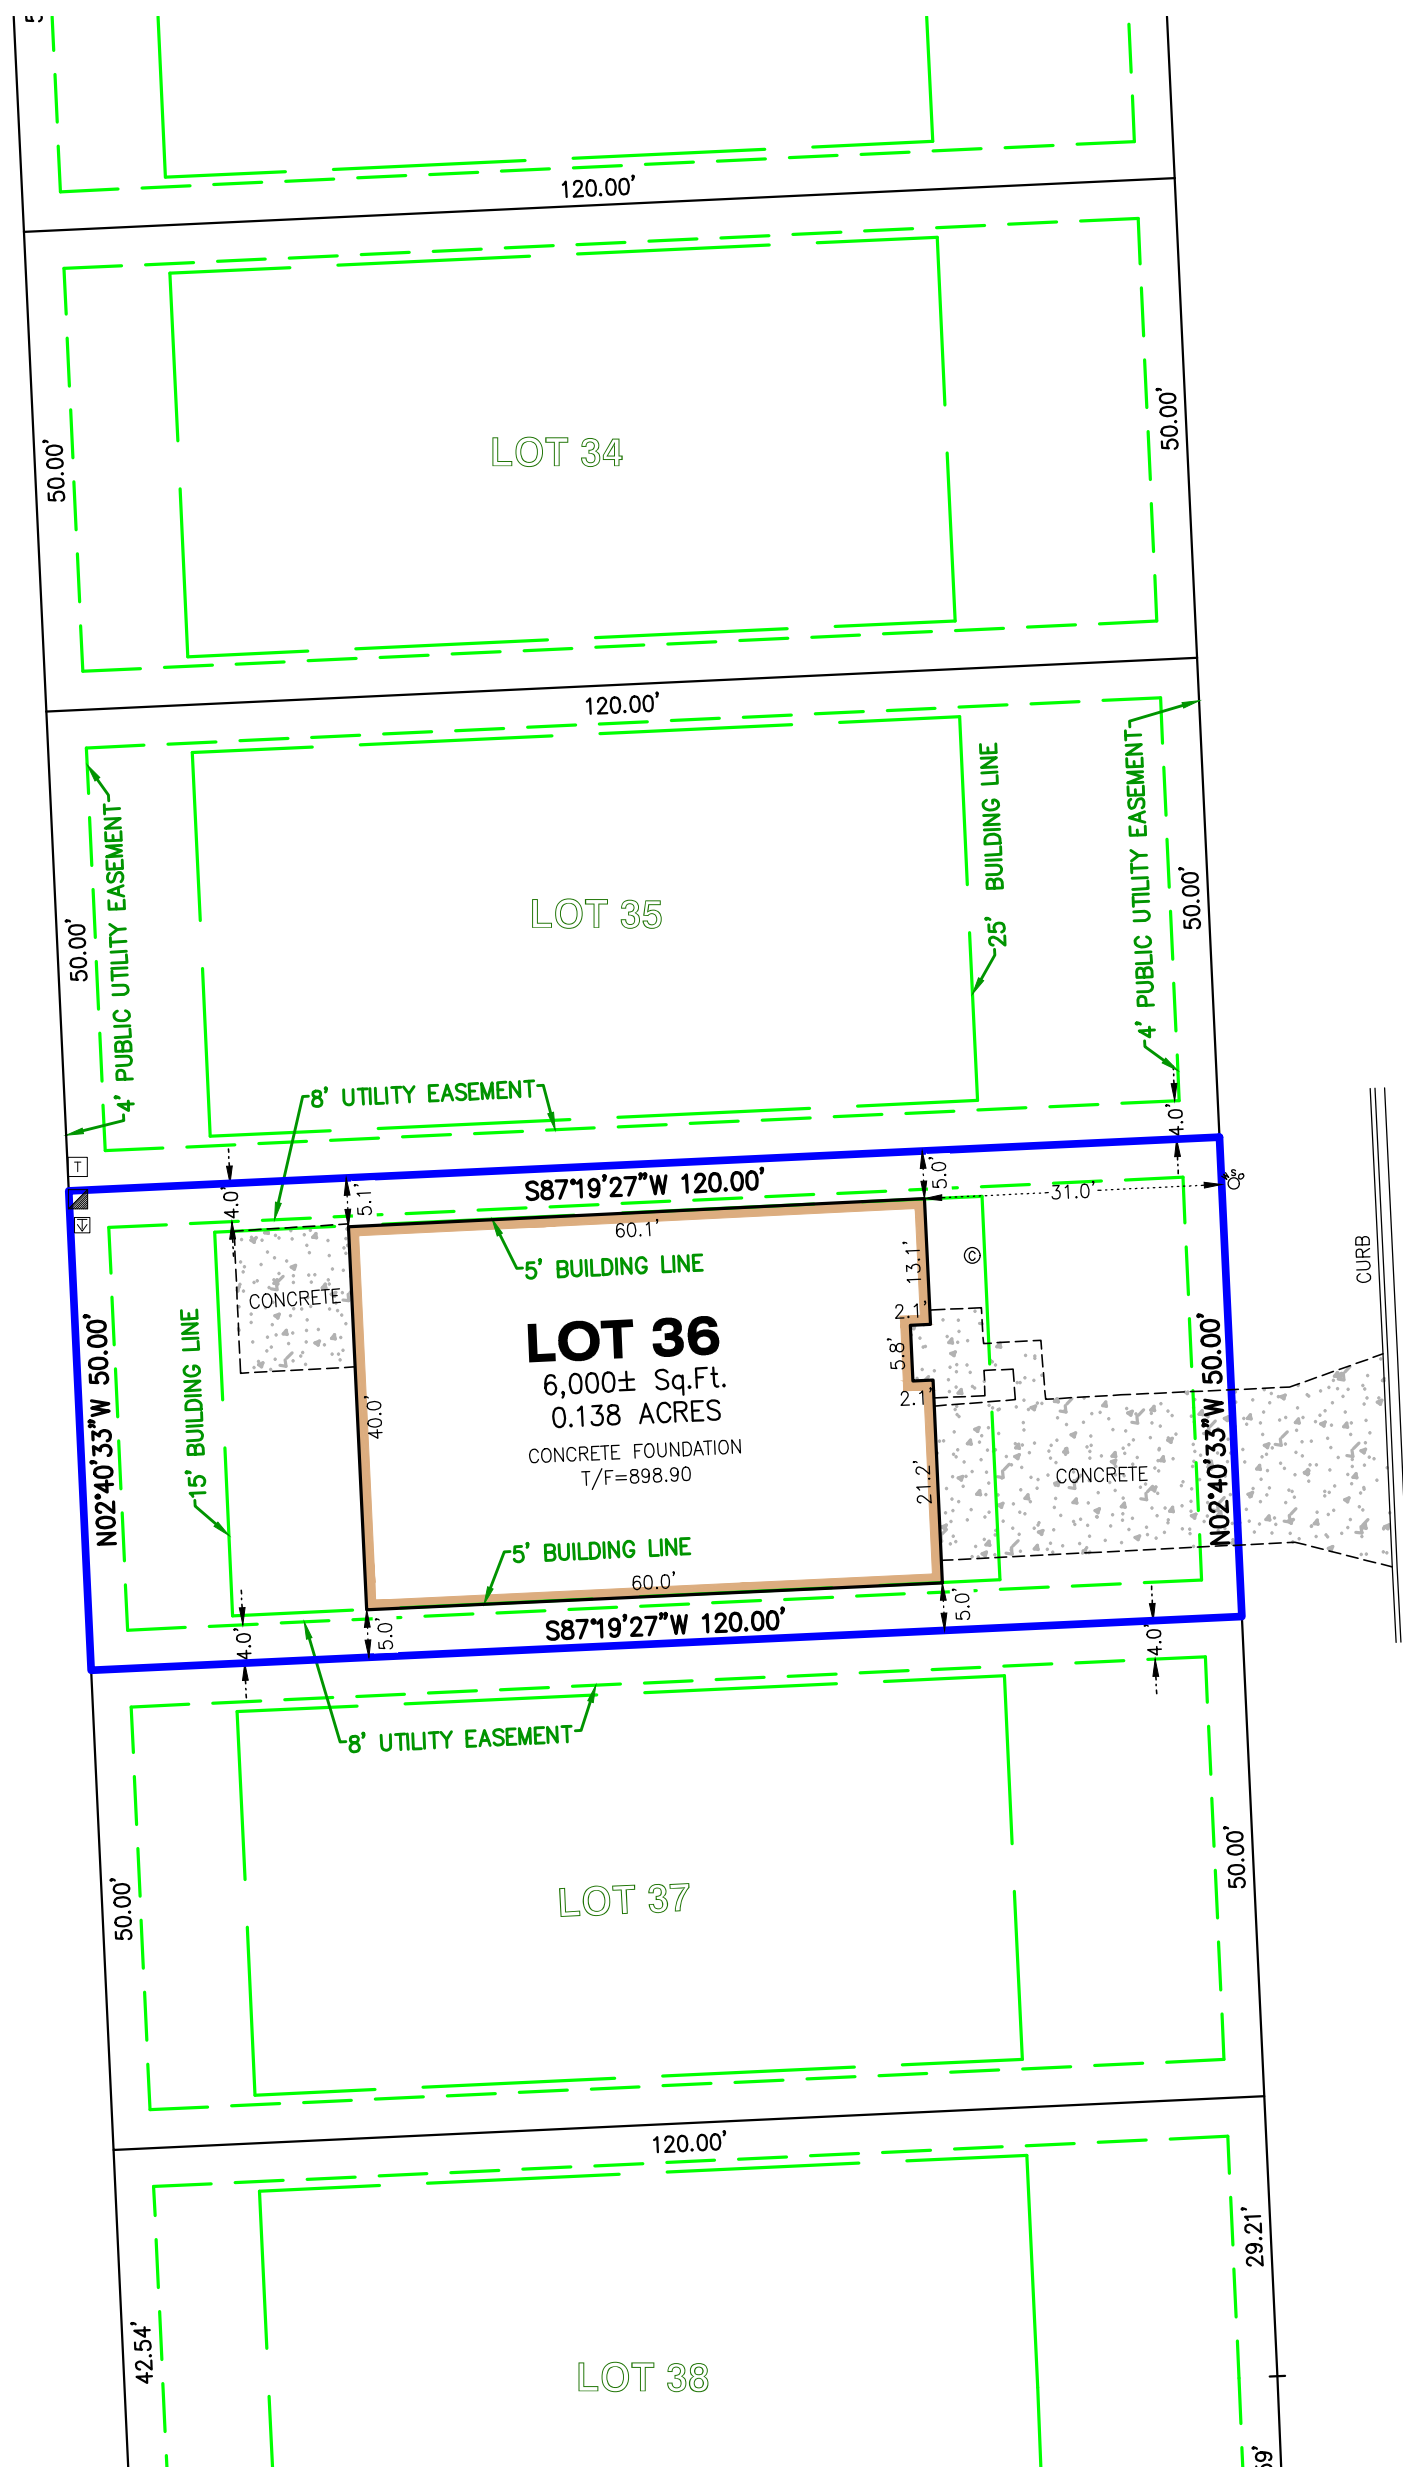 120.00'
LOT 34
50.00'
50.00'
120.00'
4' PUBLIC UTILITY EASEMENT
25' BUILDING LINE
4' PUBLIC UTILITY EASEMENT
LOT 35
50.00'
50.00'
8' UTILITY EASEMENT
4.0'
T
S87°19'27"W 120.00'
5.0'
5.1'
4.0'
31.0'
S
60.1'
5' BUILDING LINE
13.1'
©
CURB
CONCRETE
2.1'
LOT 36
5.8'
6,000± Sq.Ft.
2.1'
0.138 ACRES
N02°40'33"W 50.00'
15' BUILDING LINE
40.0'
CONCRETE FOUNDATION
T/F=898.90
21.2'
CONCRETE
N02°40'33"W 50.00'
5' BUILDING LINE
60.0'
5.0'
S87°19'27"W 120.00'
5.0'
4.0'
4.0'
8' UTILITY EASEMENT
LOT 37
50.00'
50.00'
120.00'
29.21'
42.54'
LOT 38